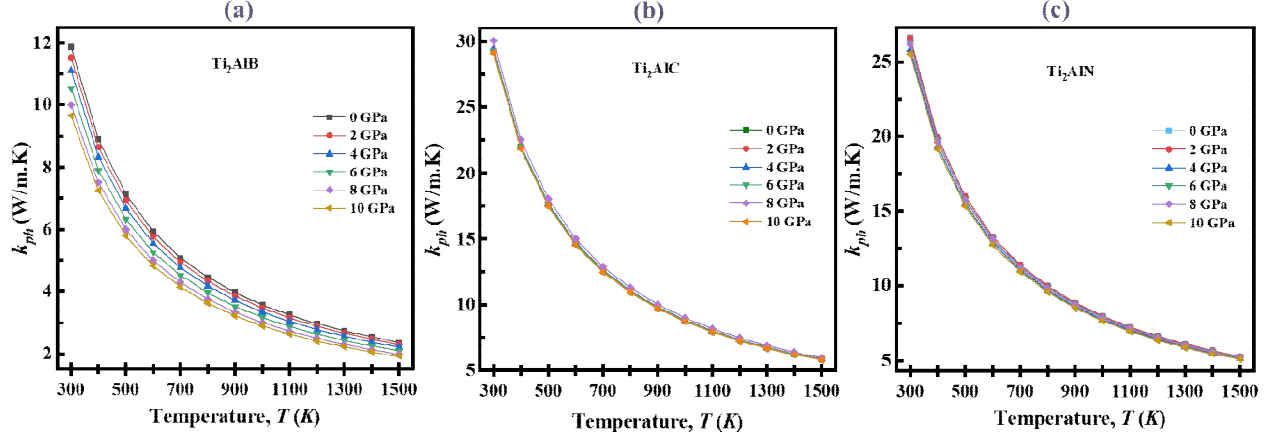 (a)
12
10
8
6
4
2
k_ph (W/m.K)
Ti₂AlB
0 GPa
2 GPa
4 GPa
6 GPa
8 GPa
10 GPa
300 500 700 900 1100 1300 1500
Temperature, T (K)
(b)
30
25
20
15
10
5
k_ph (W/m.K)
Ti₂AlC
0 GPa
2 GPa
4 GPa
6 GPa
8 GPa
10 GPa
300 500 700 900 1100 1300 1500
Temperature, T (K)
(c)
25
20
15
10
5
k_ph (W/m.K)
Ti₂AlN
0 GPa
2 GPa
4 GPa
6 GPa
8 GPa
10 GPa
300 500 700 900 1100 1300 1500
Temperature, T (K)